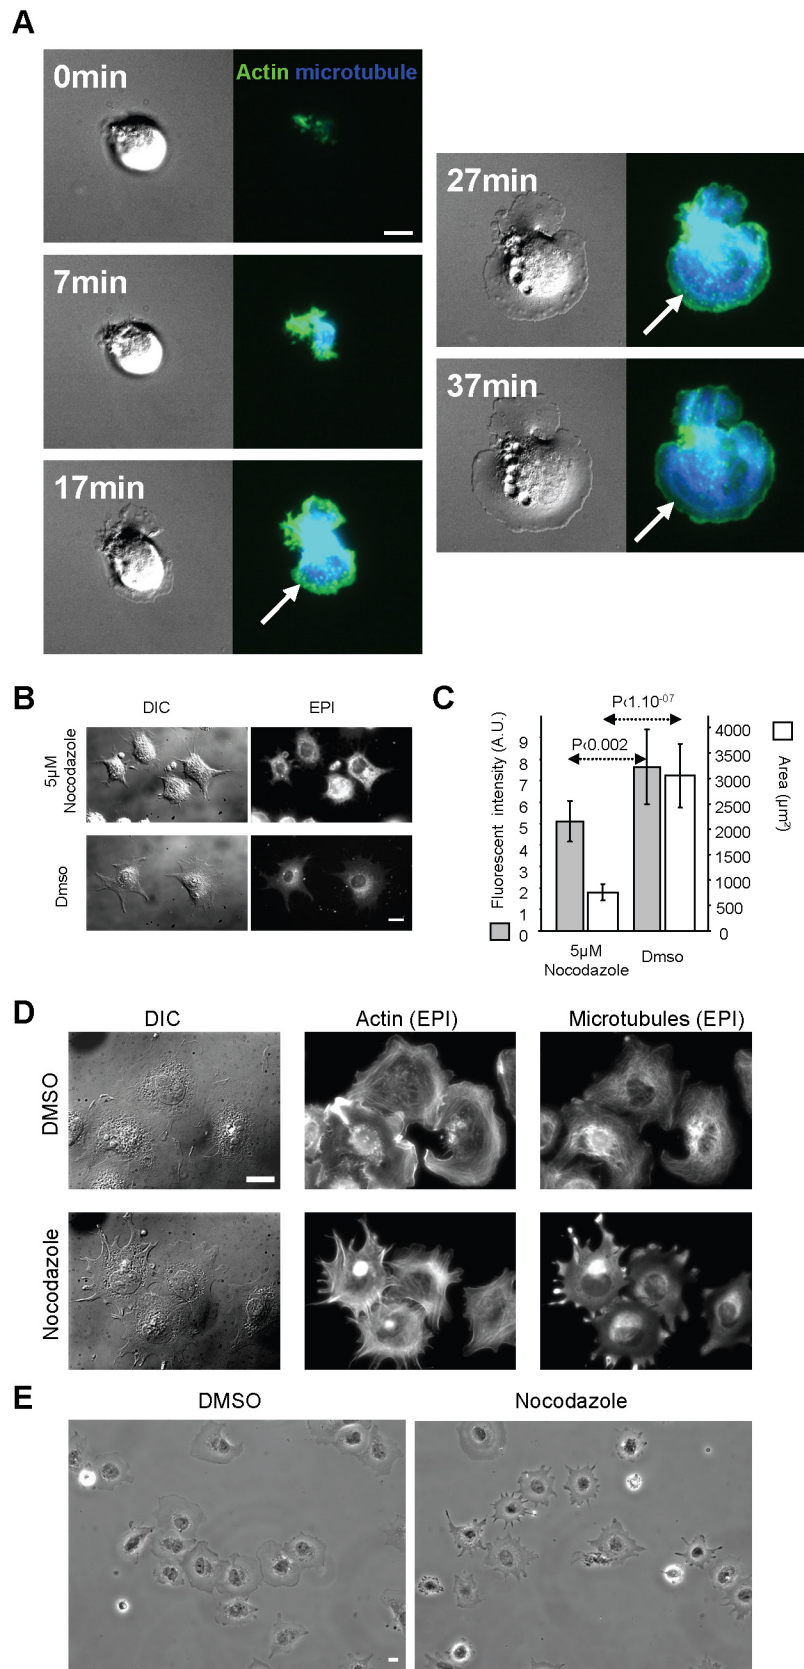 A
0min
Actin microtubule
7min
17min
27min
37min
B
DIC
EPI
5µM
Nocodazole
Dmso
C
P‹1.10-07
P‹0.002
Fluorescent intensity (A.U.)
9
8
7
6
5
4
3
2
1
0
4000
3500
3000
2500
2000
1500
1000
500
0
Area (µm²)
5µM
Nocodazole
Dmso
D
DIC
Actin (EPI)
Microtubules (EPI)
DMSO
Nocodazole
E
DMSO
Nocodazole